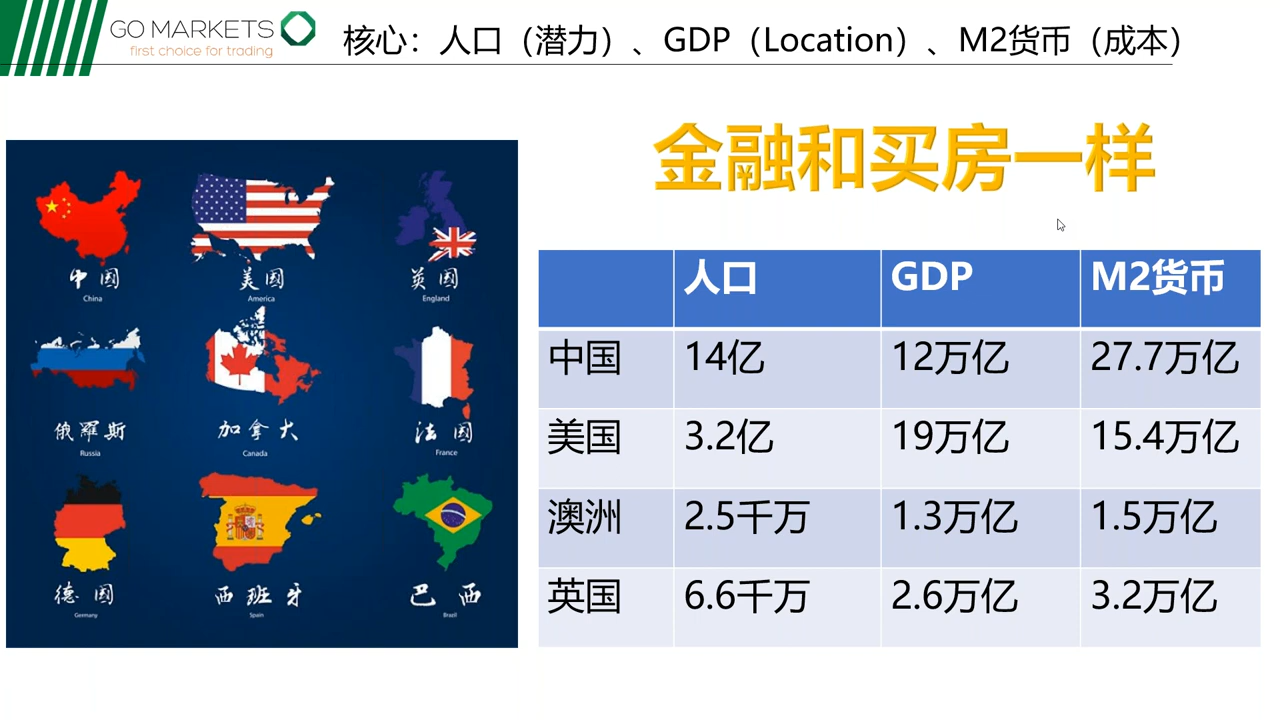 GO MARKETS
first choice for trading
核心：人口（潜力）、GDP（Location）、M2货币（成本）
金融和买房一样
中国 美国 英国
China America England
俄羅斯 加拿大 法国
Russia Canada France
德国 西班牙 巴西
Germany Spain Brazil
人口 GDP M2货币
中国 14亿 12万亿 27.7万亿
美国 3.2亿 19万亿 15.4万亿
澳洲 2.5千万 1.3万亿 1.5万亿
英国 6.6千万 2.6万亿 3.2万亿